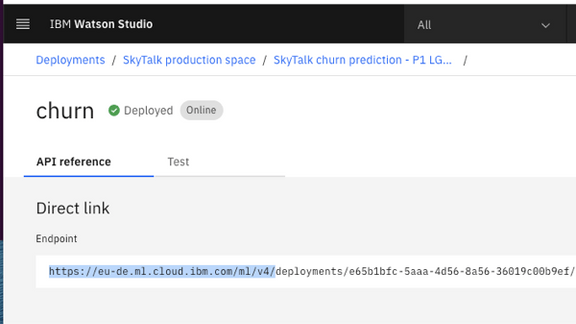 IBM Watson Studio
All
Deployments / SkyTalk production space / SkyTalk churn prediction - P1 LG... /
churn Deployed Online
API reference Test
Direct link
Endpoint
https://eu-de.ml.cloud.ibm.com/ml/v4/deployments/e65b1bfc-5aaa-4d56-8a56-36019c00b9ef/